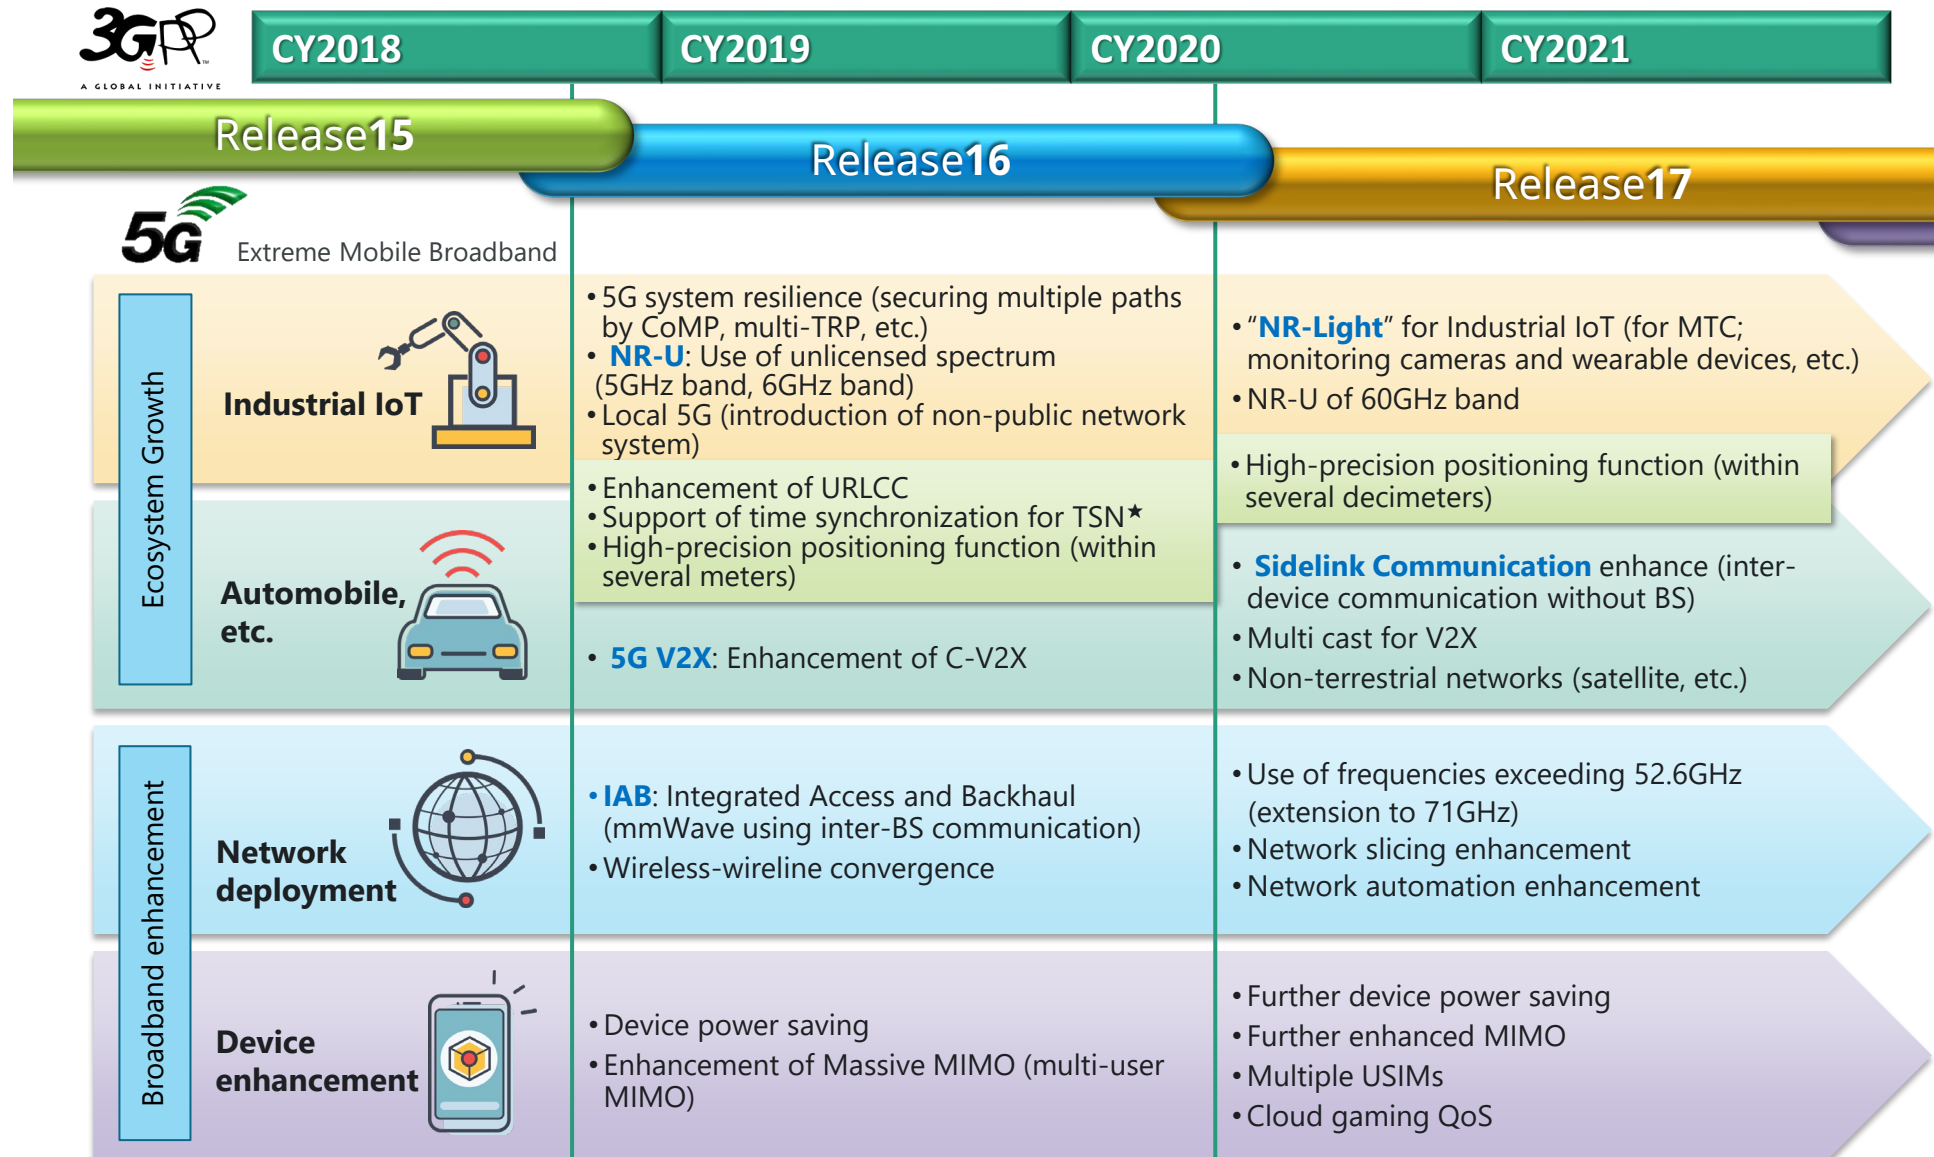 3GPP
TM
A GLOBAL INITIATIVE
CY2018
CY2019
CY2020
CY2021
Release15
Release16
Release17
5G
Extreme Mobile Broadband
Ecosystem Growth
Industrial IoT
• 5G system resilience (securing multiple paths
by CoMP, multi-TRP, etc.)
• NR-U: Use of unlicensed spectrum
(5GHz band, 6GHz band)
• Local 5G (introduction of non-public network
system)
• “NR-Light” for Industrial IoT (for MTC;
monitoring cameras and wearable devices, etc.)
• NR-U of 60GHz band
• Enhancement of URLCC
• Support of time synchronization for TSN★
• High-precision positioning function (within
several meters)
• High-precision positioning function (within
several decimeters)
Automobile,
etc.
• 5G V2X: Enhancement of C-V2X
• Sidelink Communication enhance (inter-
device communication without BS)
• Multi cast for V2X
• Non-terrestrial networks (satellite, etc.)
Broadband enhancement
Network
deployment
• IAB: Integrated Access and Backhaul
(mmWave using inter-BS communication)
• Wireless-wireline convergence
• Use of frequencies exceeding 52.6GHz
(extension to 71GHz)
• Network slicing enhancement
• Network automation enhancement
Device
enhancement
• Device power saving
• Enhancement of Massive MIMO (multi-user
MIMO)
• Further device power saving
• Further enhanced MIMO
• Multiple USIMs
• Cloud gaming QoS